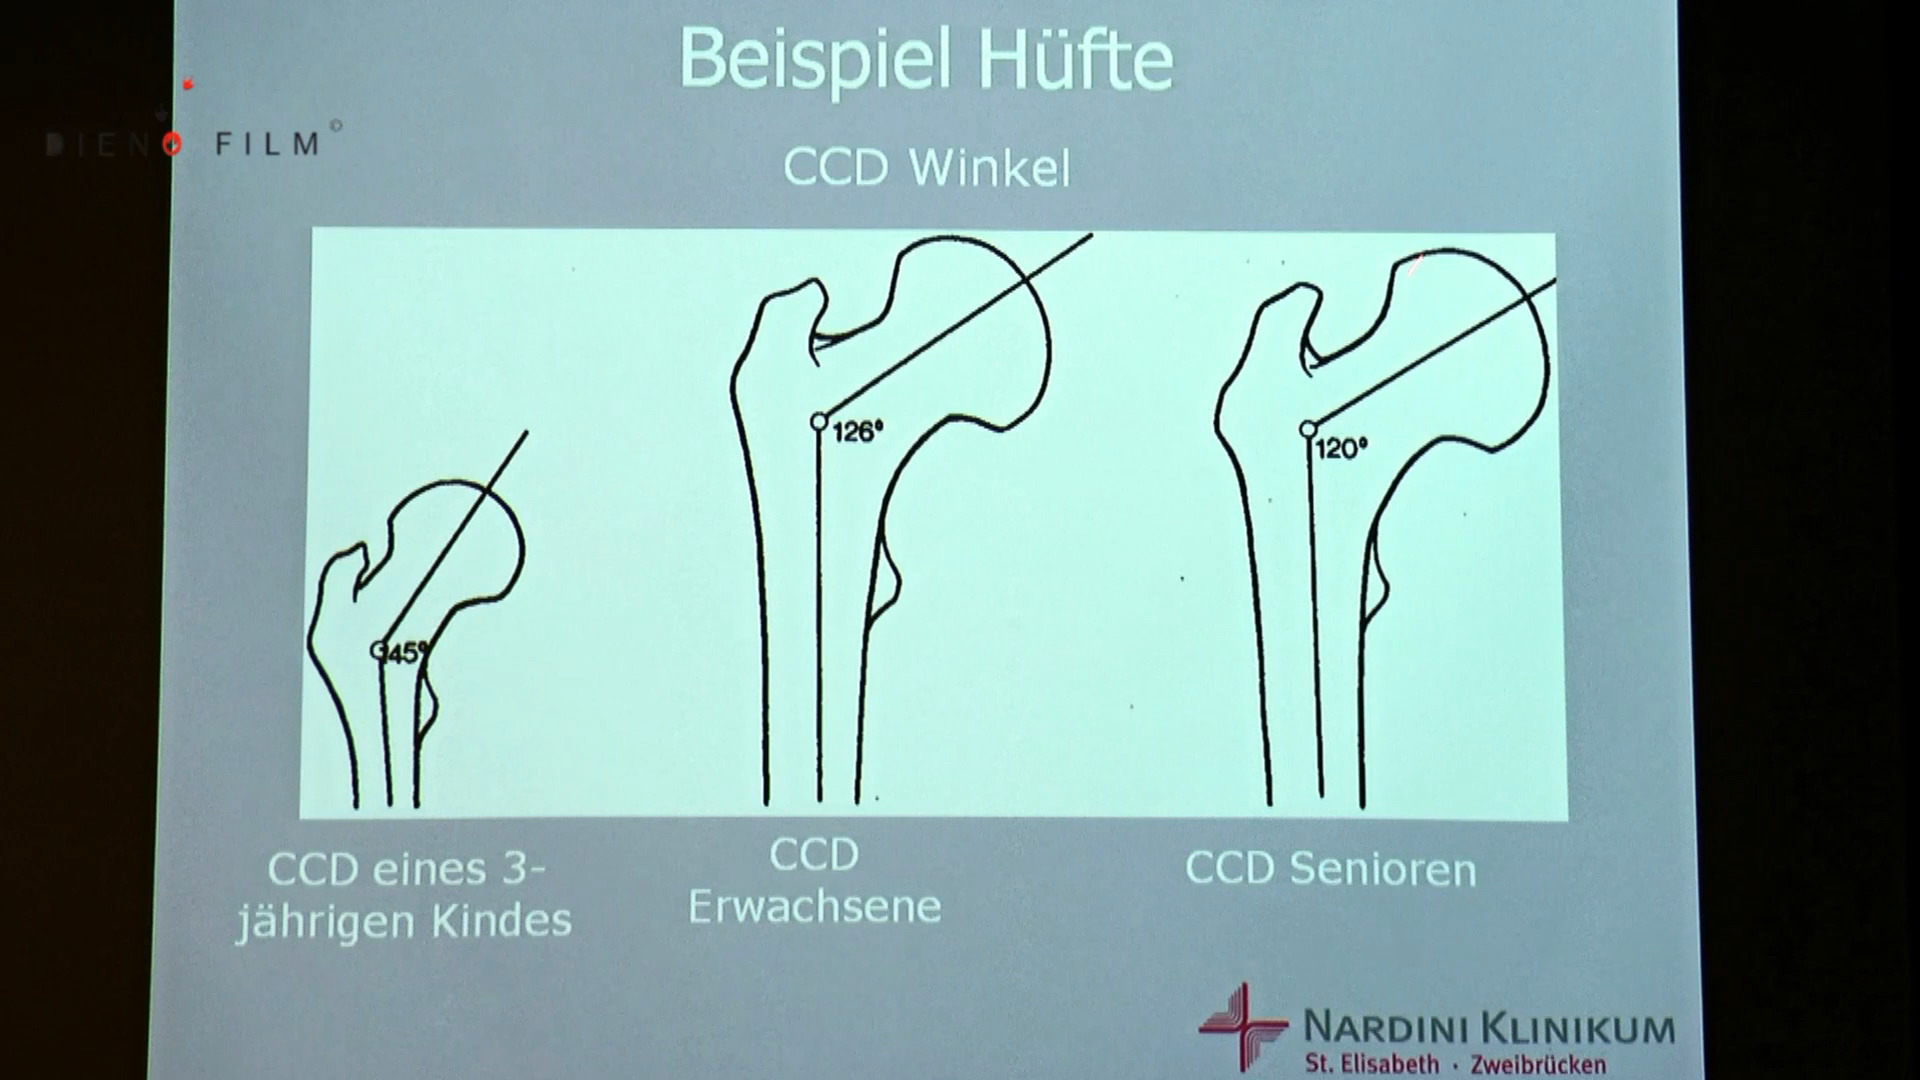 Beispiel Hüfte
DIENO FILM©
CCD Winkel
126°
120°
45°
CCD eines 3-
jährigen Kindes
CCD
Erwachsene
CCD Senioren
NARDINI KLINIKUM
St. Elisabeth · Zweibrücken